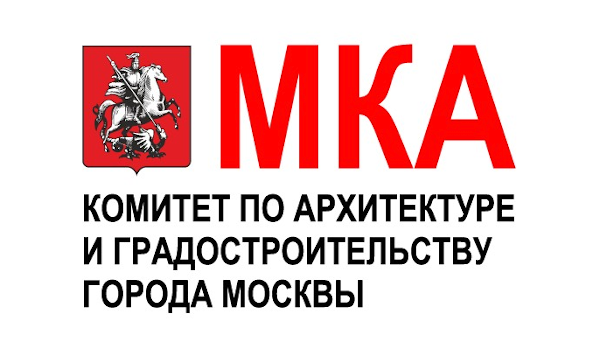 МКА
КОМИТЕТ ПО АРХИТЕКТУРЕ
И ГРАДОСТРОИТЕЛЬСТВУ
ГОРОДА МОСКВЫ